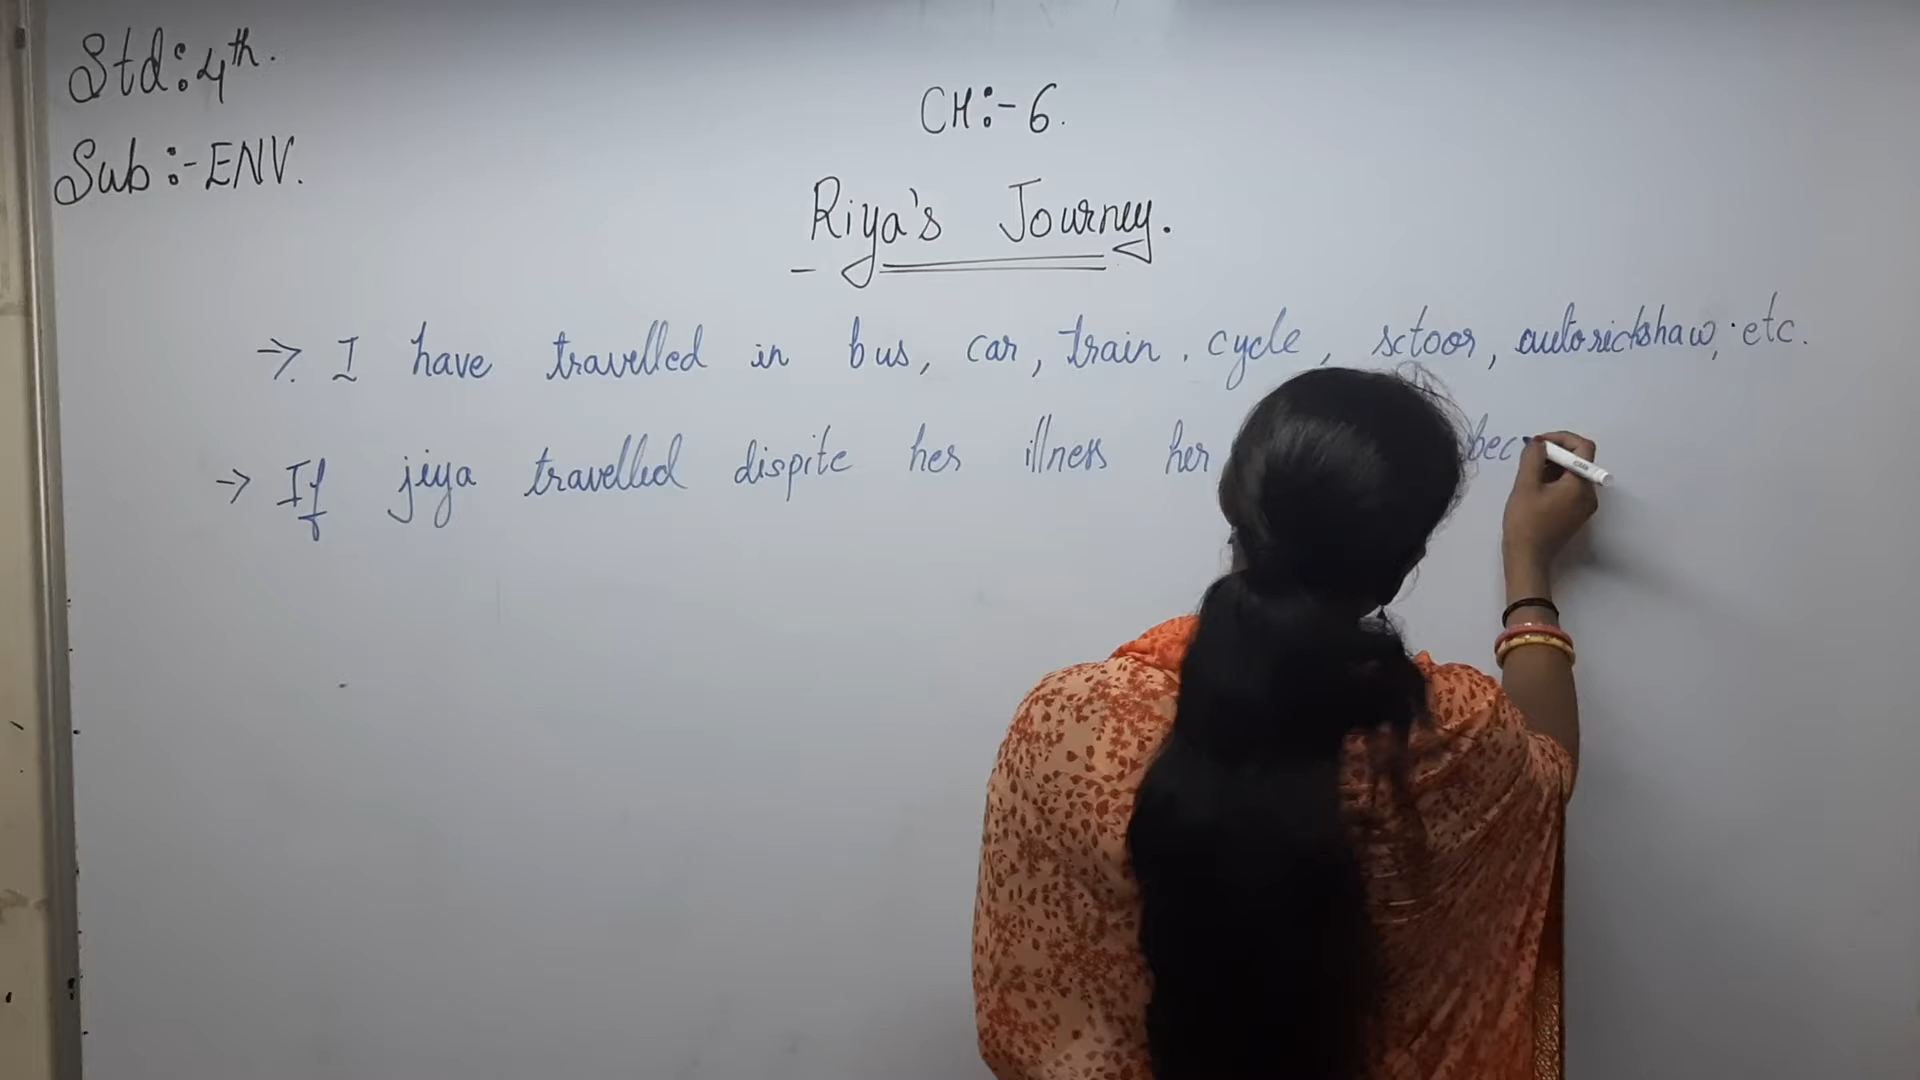 Std:4th.
Sub:-ENV.
CH:-6.
Riya's Journey.
→. I have travelled in bus, car, train. cycle, sctoor, autorickshaw, etc.
→ If jiya travelled dispite her illness her bec